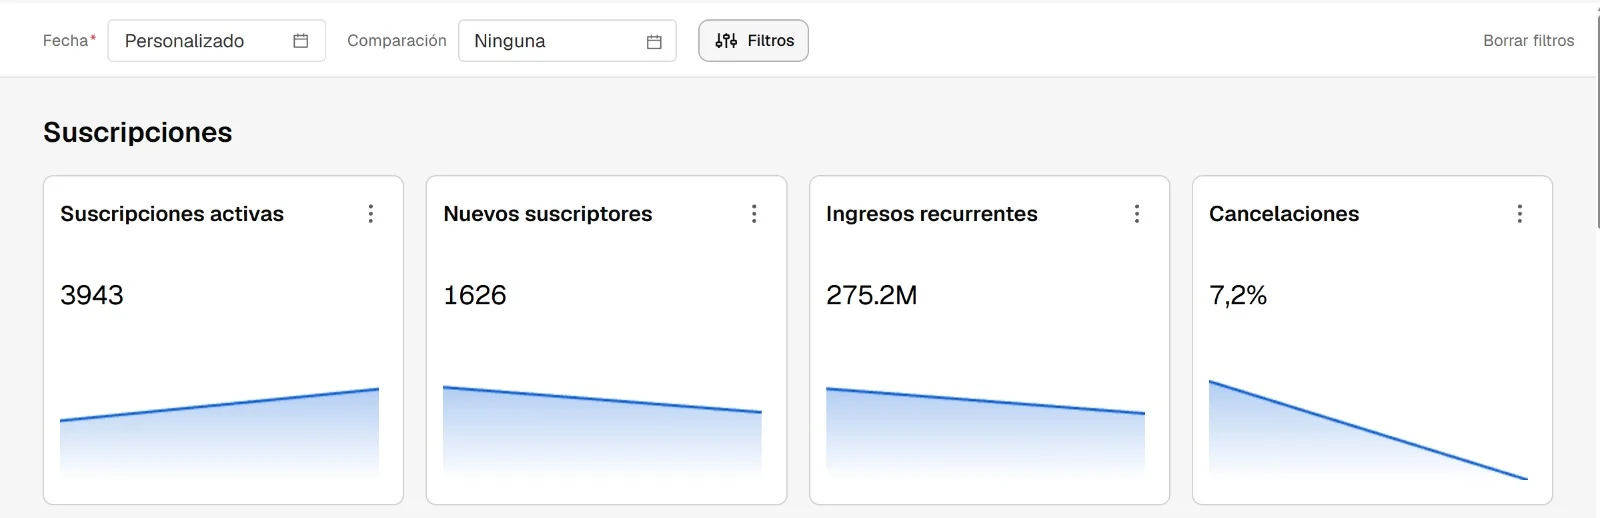 Fecha* Personalizado Comparación Ninguna Filtros Borrar filtros
Suscripciones
Suscripciones activas
3943
Nuevos suscriptores
1626
Ingresos recurrentes
275.2M
Cancelaciones
7,2%